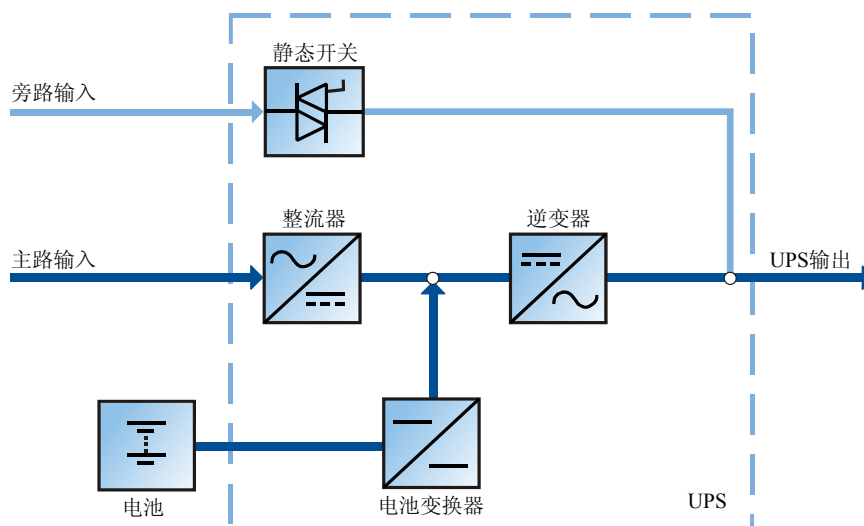 静态开关
旁路输入
整流器
逆变器
主路输入
UPS输出
电池
电池变换器
UPS